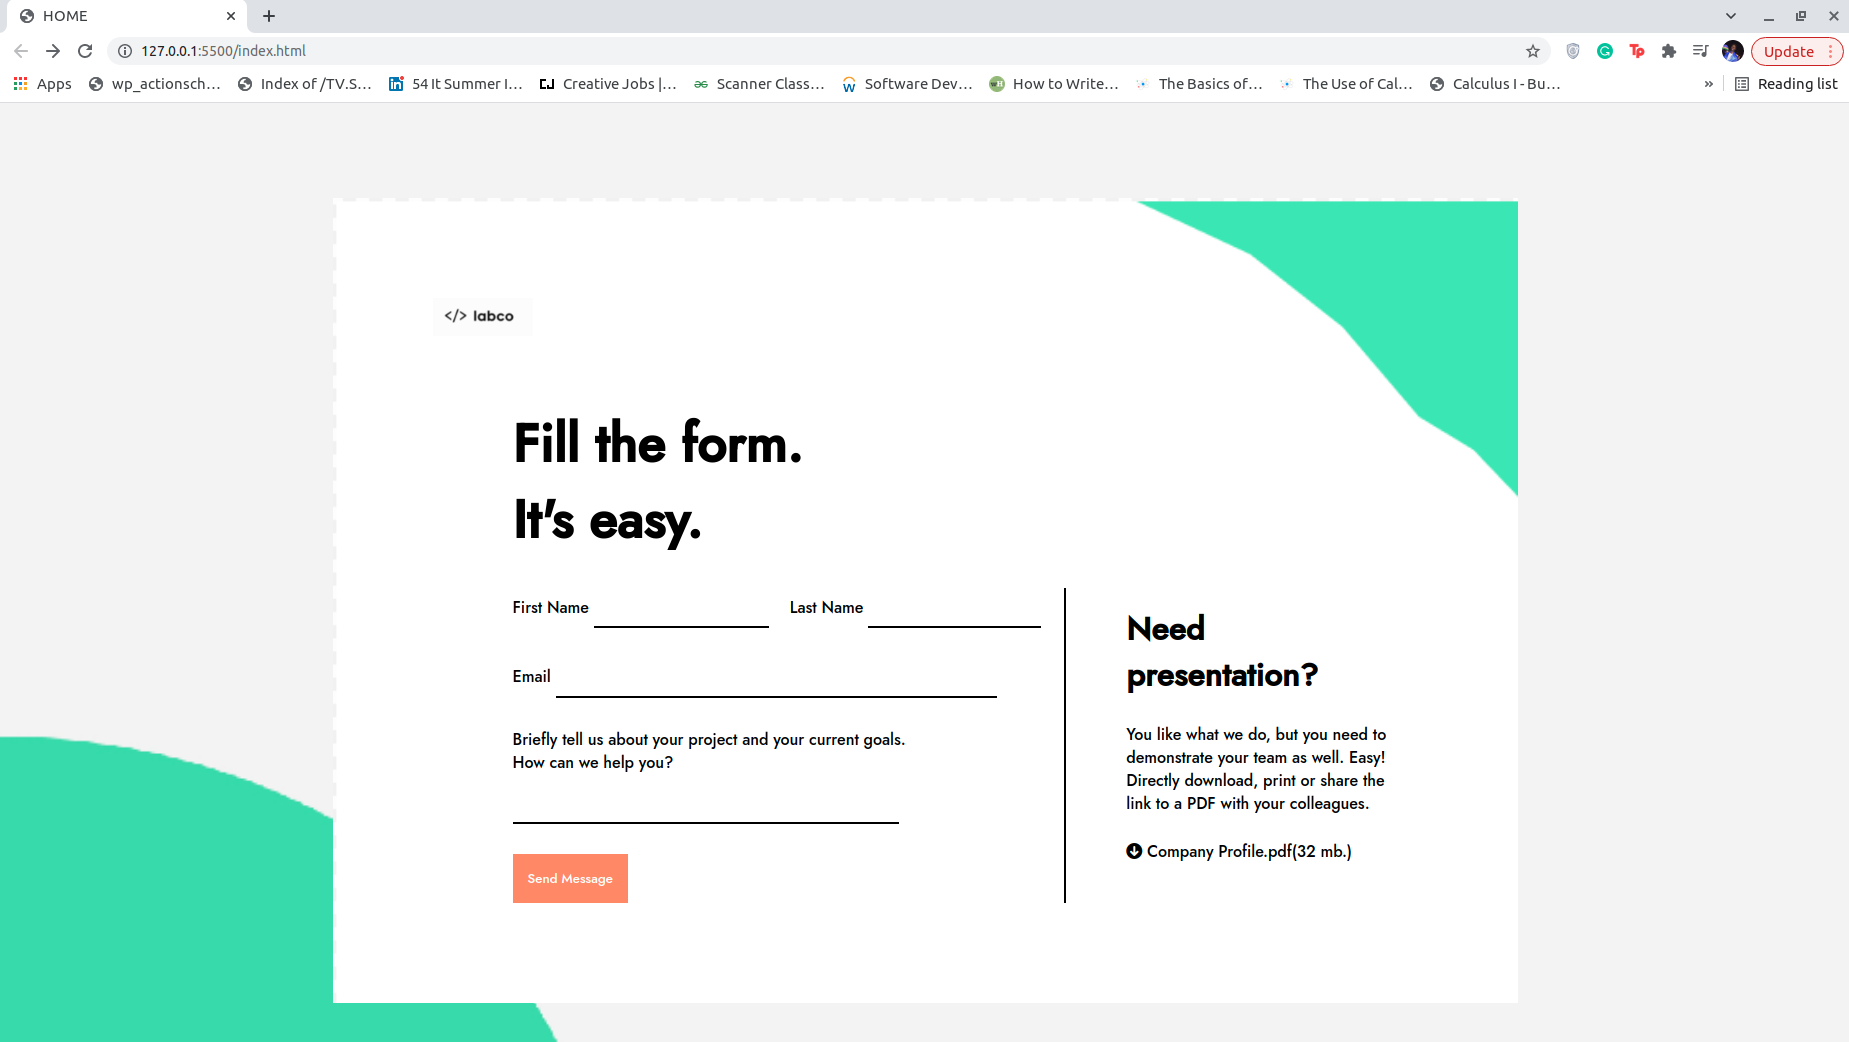 HOME
127.0.0.1:5500/index.html
Update
Apps
wp_actionsch...
Index of /TV.S...
54 It Summer I...
Creative Jobs |...
Scanner Class...
Software Dev...
How to Write...
The Basics of...
The Use of Cal...
Calculus I - Bu...
»
Reading list
</> labco
Fill the form.
It's easy.
First Name
Last Name
Email
Briefly tell us about your project and your current goals.
How can we help you?
Send Message
Need
presentation?
You like what we do, but you need to
demonstrate your team as well. Easy!
Directly download, print or share the
link to a PDF with your colleagues.
Company Profile.pdf(32 mb.)